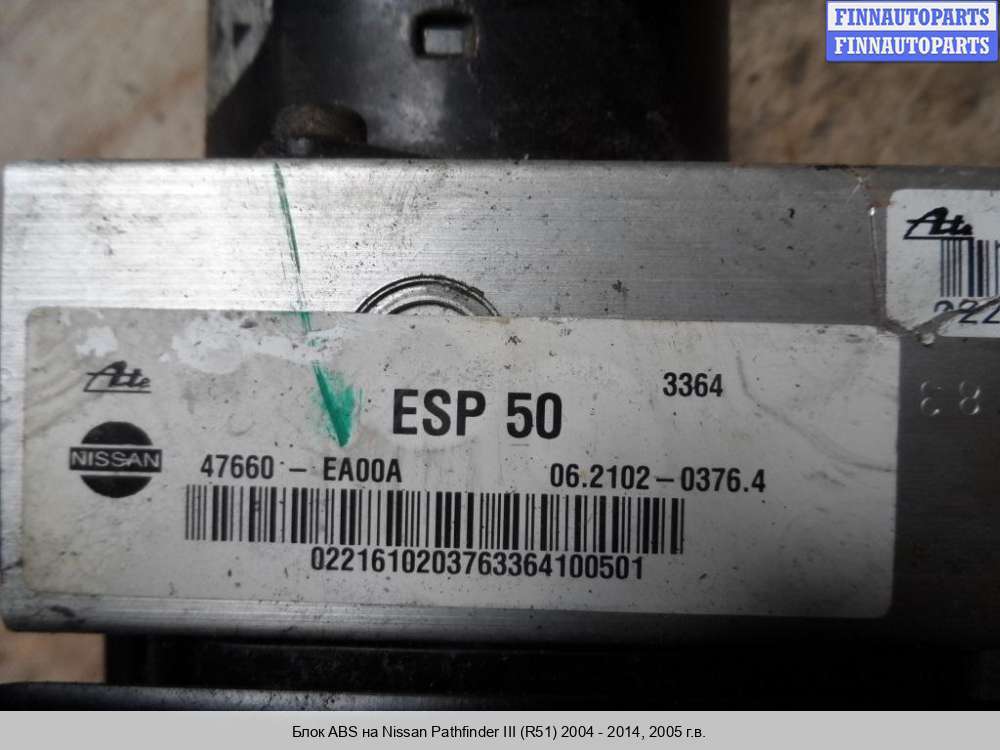 FINNAUTOPARTS
FINNAUTOPARTS
Ate
Ate
ESP 50
3364
NISSAN
47660 - EA00A
06.2102-0376.4
0221610203763364100501
Блок ABS на Nissan Pathfinder III (R51) 2004 - 2014, 2005 г.в.